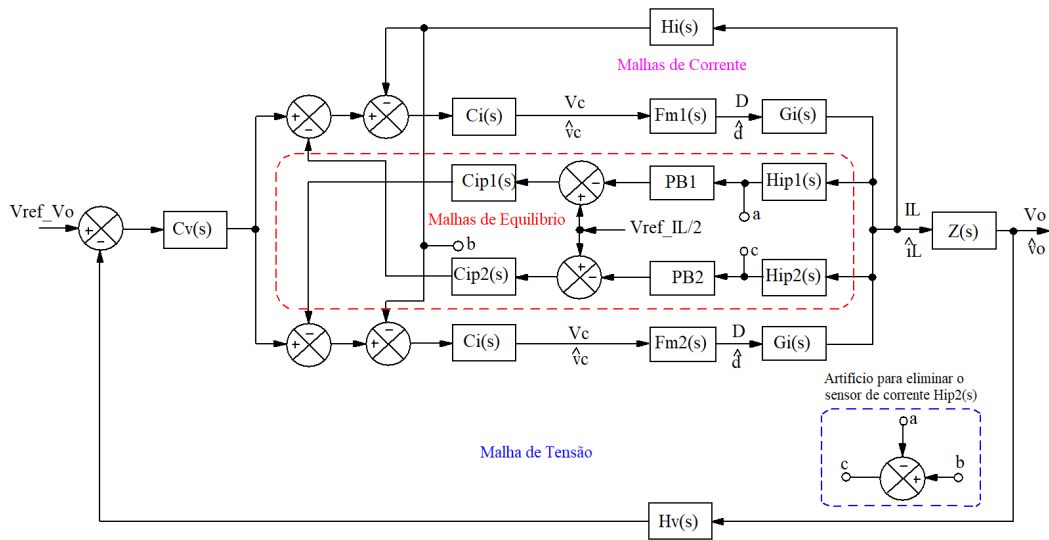 Hi(s)
Malhas de Corrente
−
+
−
+
Ci(s)
Vc
v̂c
Fm1(s)
D
d̂
Gi(s)
Cip1(s)
−
+
PB1
Hip1(s)
a
Vref_Vo
+
−
Cv(s)
Malhas de Equilíbrio
b
Vref_IL/2
c
IL
îL
Z(s)
Vo
v̂o
Cip2(s)
+
−
PB2
Hip2(s)
−
+
−
+
Ci(s)
Vc
v̂c
Fm2(s)
D
d̂
Gi(s)
Artifício para eliminar o
sensor de corrente Hip2(s)
a
−
c
+
b
Malha de Tensão
Hv(s)